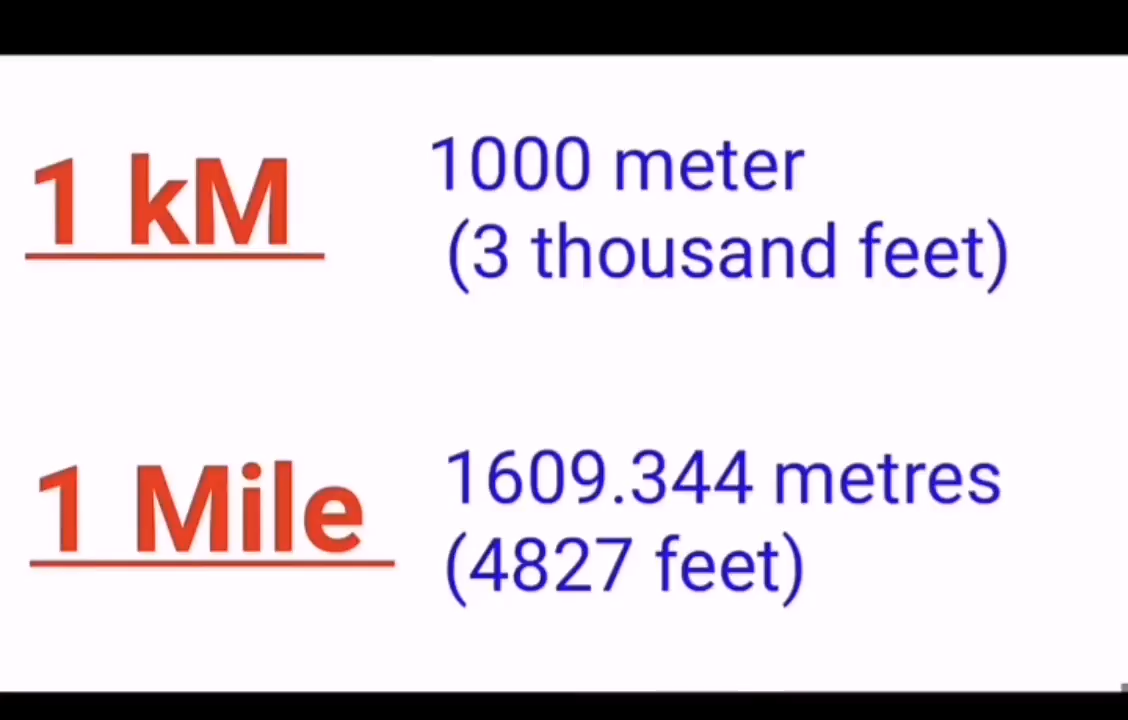 1 kM
1000 meter
(3 thousand feet)
1 Mile
1609.344 metres
(4827 feet)